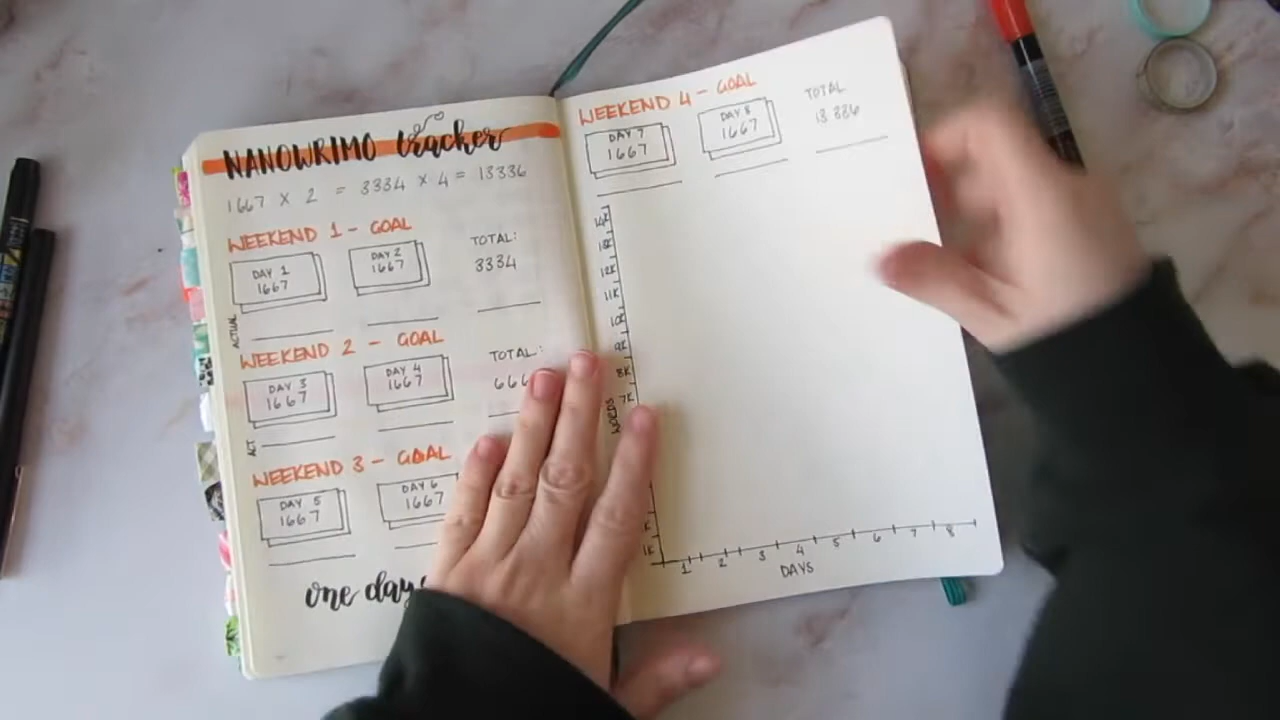 NANOWRIMO tracker
1667 X 2 = 3334 X 4 = 13336
WEEKEND 1 - GOAL
DAY 1
1667
DAY 2
1667
TOTAL:
3334
ACTUAL
WEEKEND 2 - GOAL
DAY 3
1667
DAY 4
1667
TOTAL:
666
ACT
WEEKEND 3 - GOAL
DAY 5
1667
DAY 6
1667
one day
WEEKEND 4 - GOAL
DAY 7
1667
DAY 8
1667
TOTAL
13 336
14K
13K
12K
11K
10K
9K
8K
7K
WORDS
K
1K
1 2 3 4 5 6 7 8
DAYS